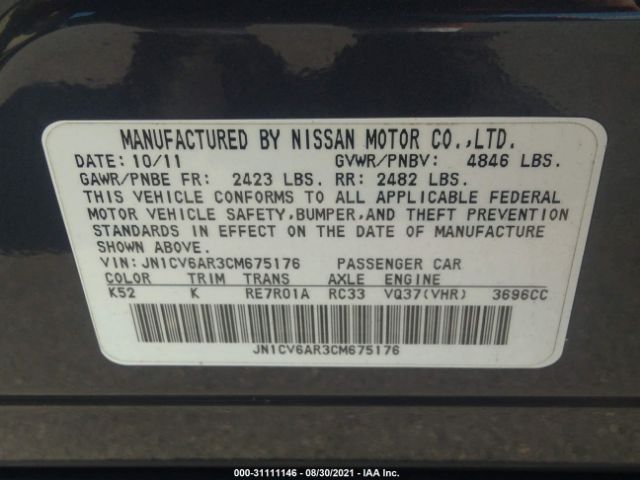 MANUFACTURED BY NISSAN MOTOR CO.,LTD.
DATE: 10/11 GVWR/PNBV: 4846 LBS.
GAWR/PNBE FR: 2423 LBS. RR: 2482 LBS.
THIS VEHICLE CONFORMS TO ALL APPLICABLE FEDERAL
MOTOR VEHICLE SAFETY,BUMPER,AND THEFT PREVENTION
STANDARDS IN EFFECT ON THE DATE OF MANUFACTURE
SHOWN ABOVE.
VIN: JN1CV6AR3CM675176 PASSENGER CAR
COLOR TRIM TRANS AXLE ENGINE
K52 K RE7R01A RC33 VQ37(VHR) 3696CC
JN1CV6AR3CM675176
000-31111146 - 08/30/2021 - IAA Inc.